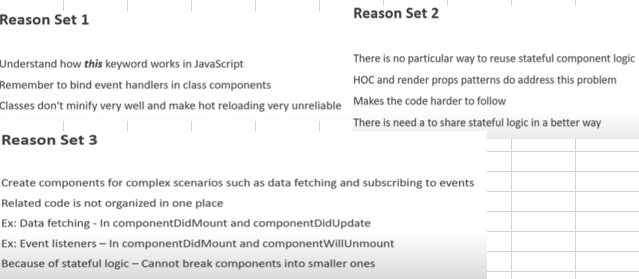 Reason Set 1
Understand how this keyword works in JavaScript
Remember to bind event handlers in class components
Classes don't minify very well and make hot reloading very unreliable
Reason Set 2
There is no particular way to reuse stateful component logic
HOC and render props patterns do address this problem
Makes the code harder to follow
There is need a to share stateful logic in a better way
Reason Set 3
Create components for complex scenarios such as data fetching and subscribing to events
Related code is not organized in one place
Ex: Data fetching - In componentDidMount and componentDidUpdate
Ex: Event listeners – In componentDidMount and componentWillUnmount
Because of stateful logic – Cannot break components into smaller ones